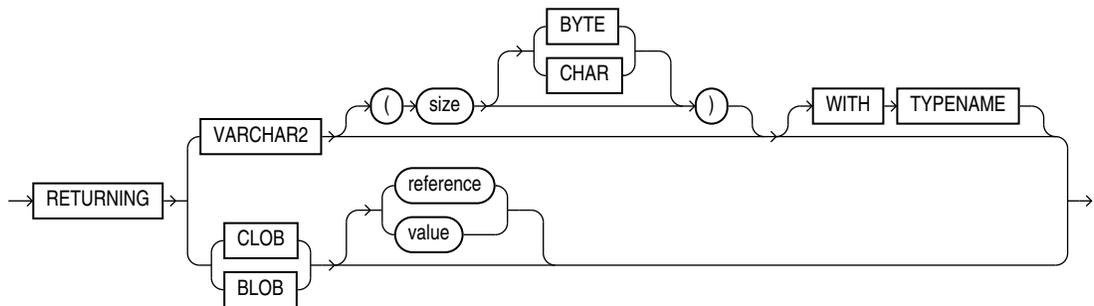 BYTE
CHAR
( size ) WITH TYPENAME
VARCHAR2
reference
RETURNING
value
CLOB
BLOB